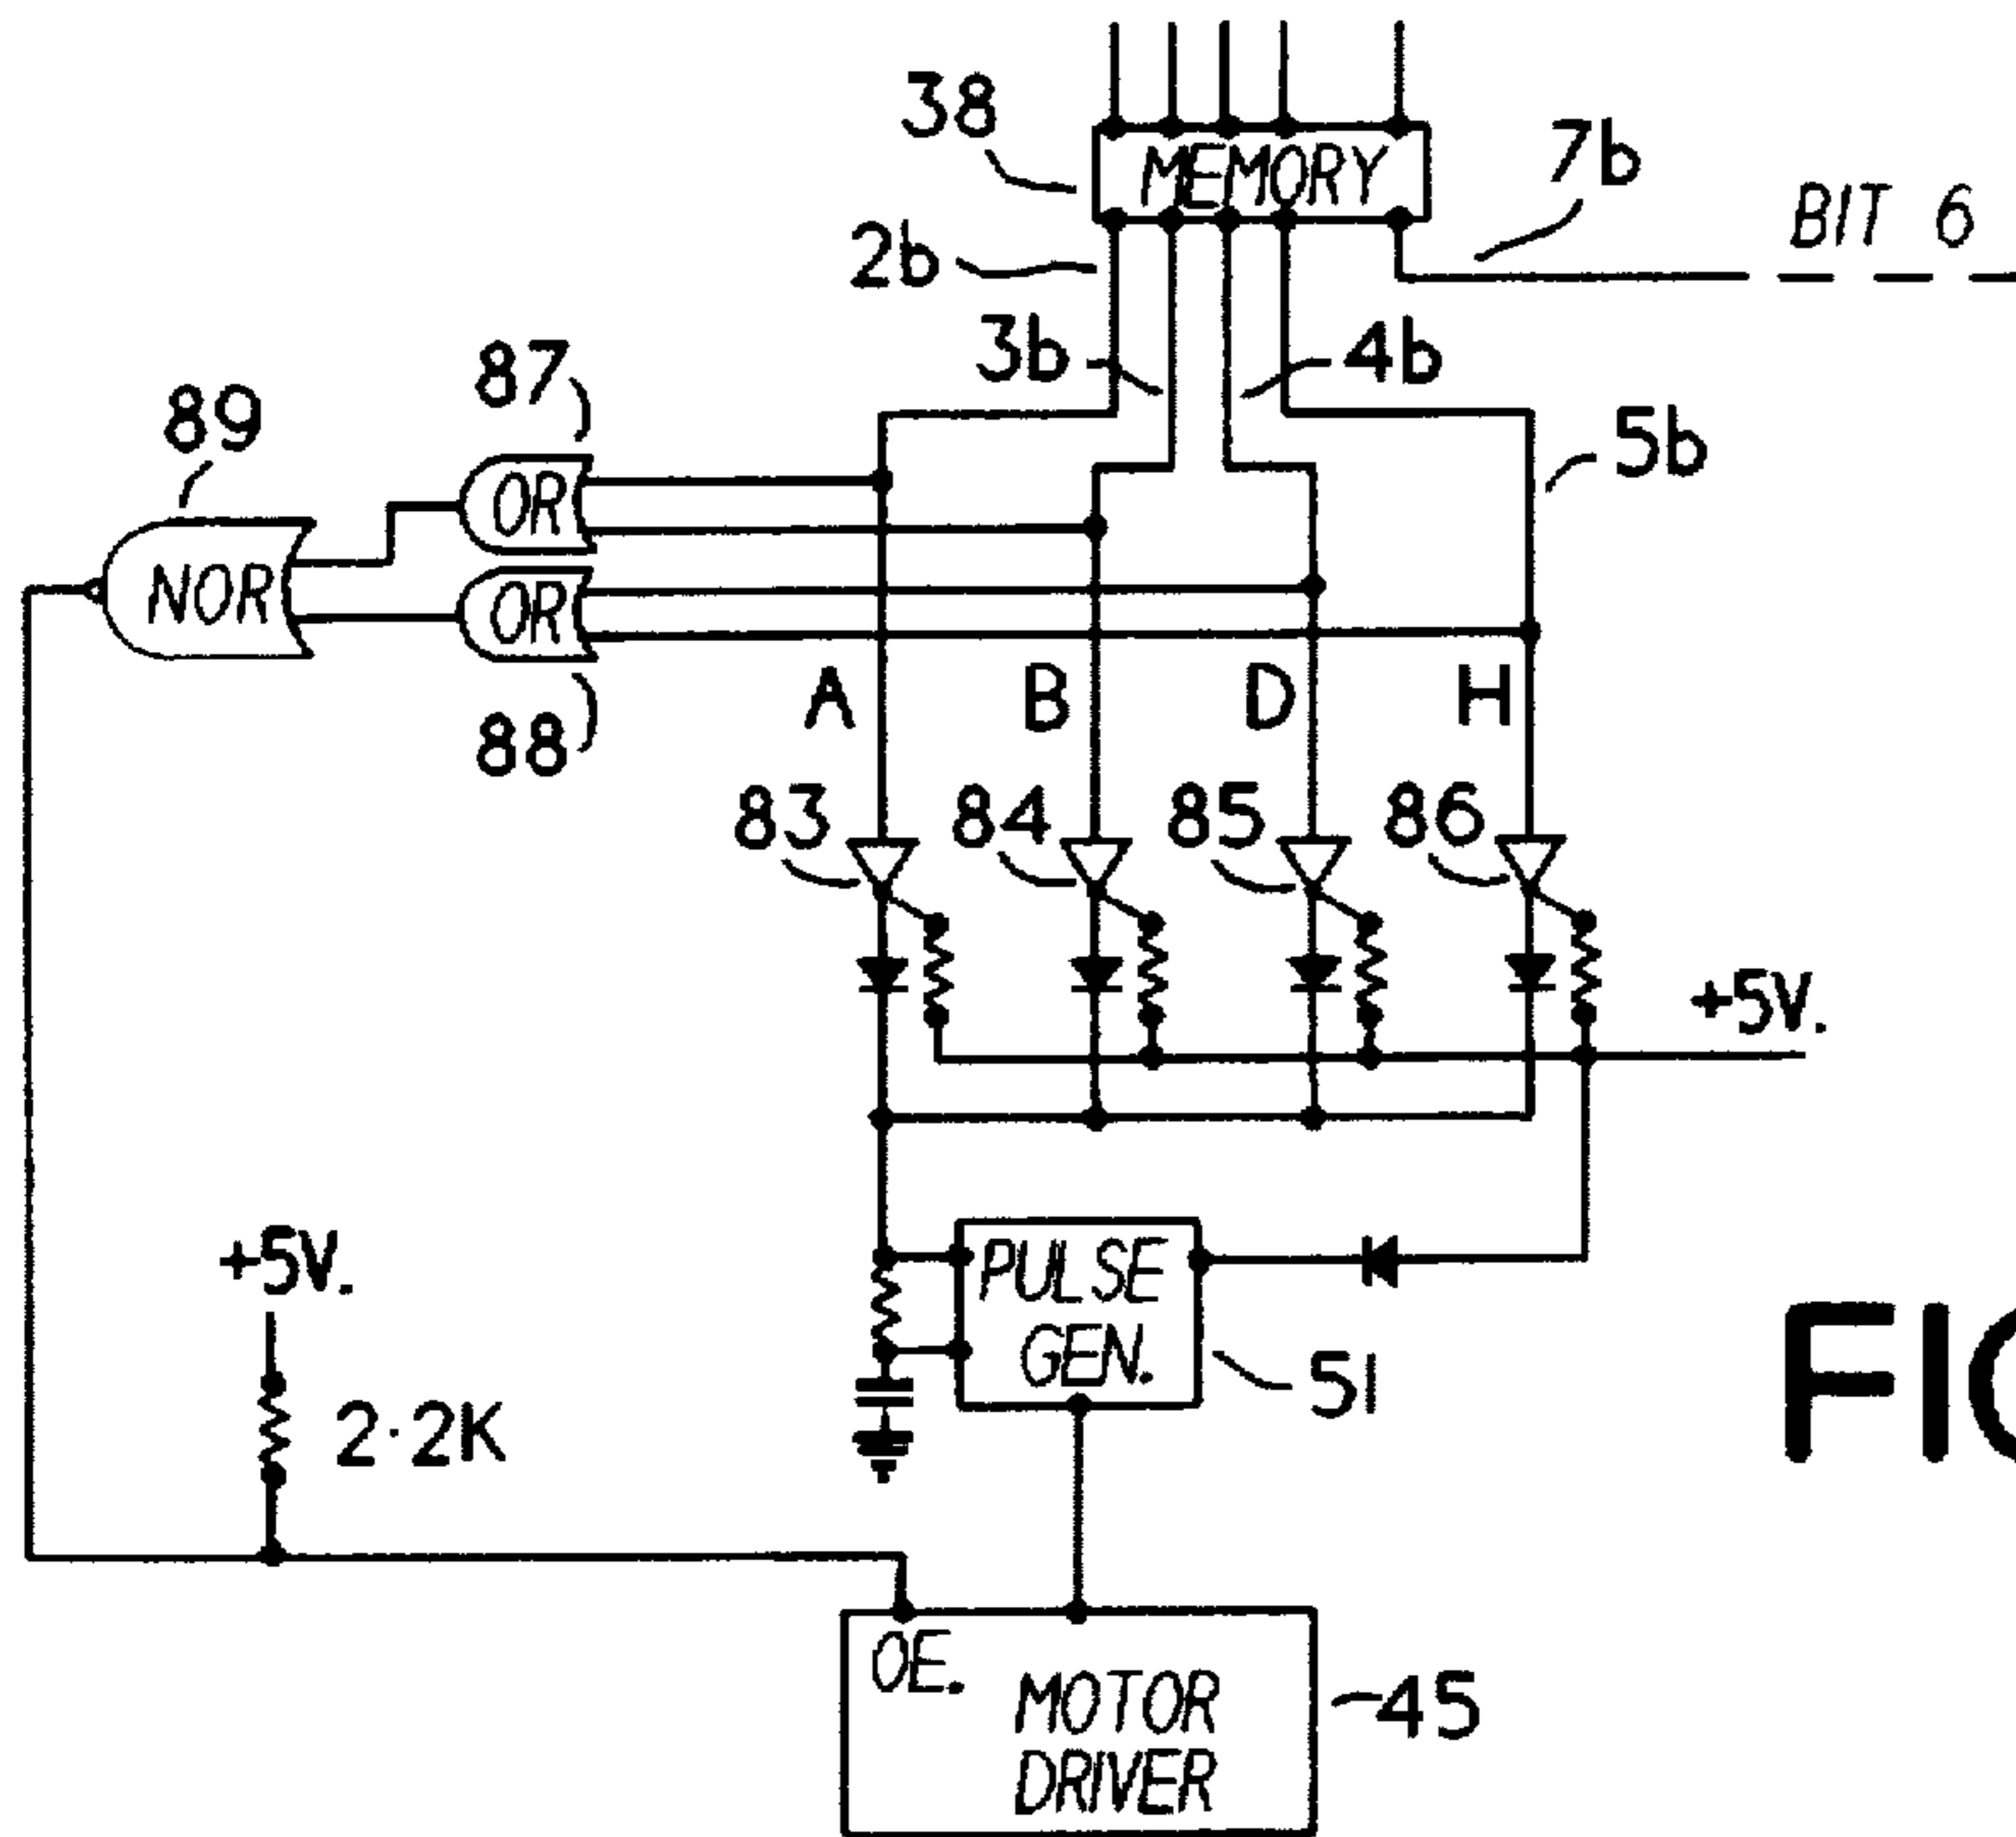 38
MEMORY
7b
BIT 6
2b
3b
4b
87
89
5b
OR
NOR
OR
A
B
D
H
88
83
84
85
86
+5V.
+5V.
PULSE
GEN.
51
2.2K
OE.
MOTOR
DRIVER
45